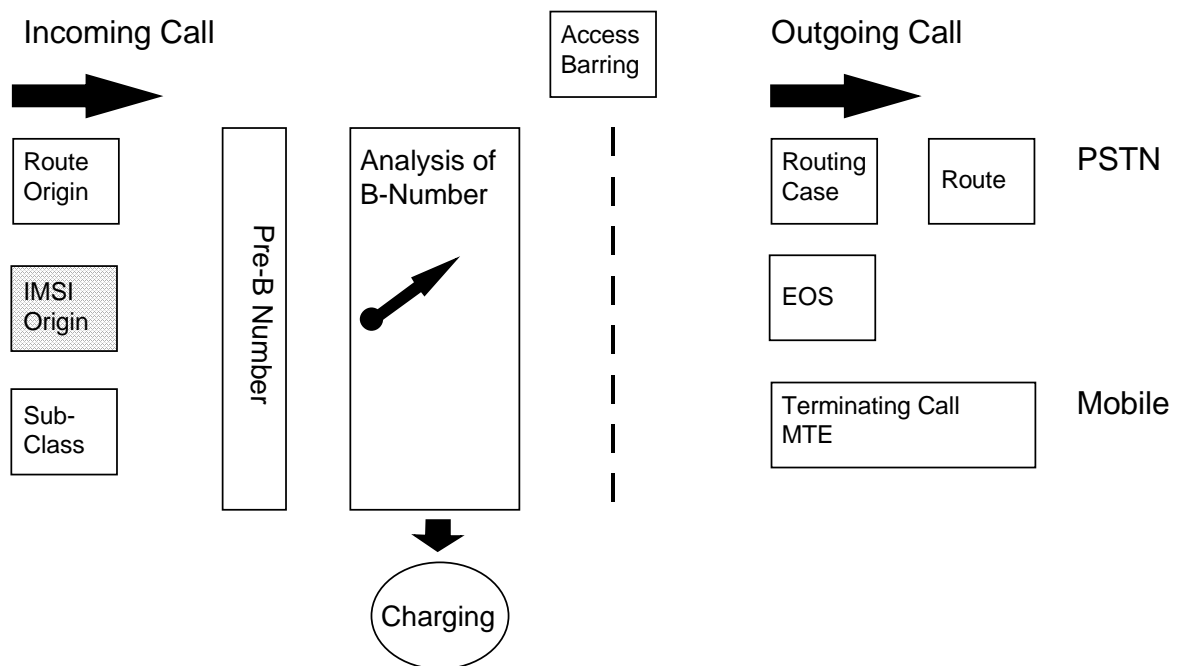 Incoming Call
Access
Barring
Outgoing Call
Route
Origin
Pre-B Number
Analysis of
B-Number
Routing
Case
Route
PSTN
IMSI
Origin
EOS
Sub-
Class
Terminating Call
MTE
Mobile
Charging